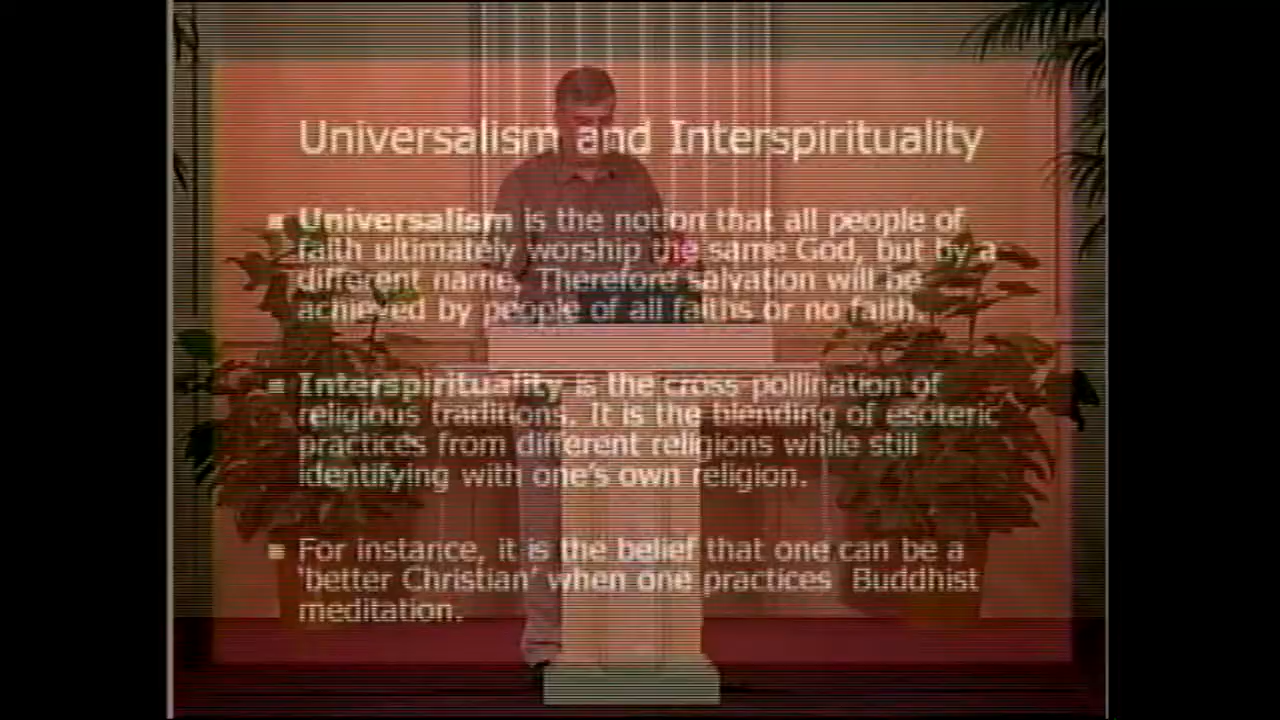 Universalism and Interspirituality
▪ Universalism is the notion that all people of
faith ultimately worship the same God, but by a
different name. Therefore salvation will be
achieved by people of all faiths or no faith.
▪ Interspirituality is the cross pollination of
religious traditions. It is the blending of esoteric
practices from different religions while still
identifying with one's own religion.
▪ For instance, it is the belief that one can be a
'better Christian' when one practices Buddhist
meditation.